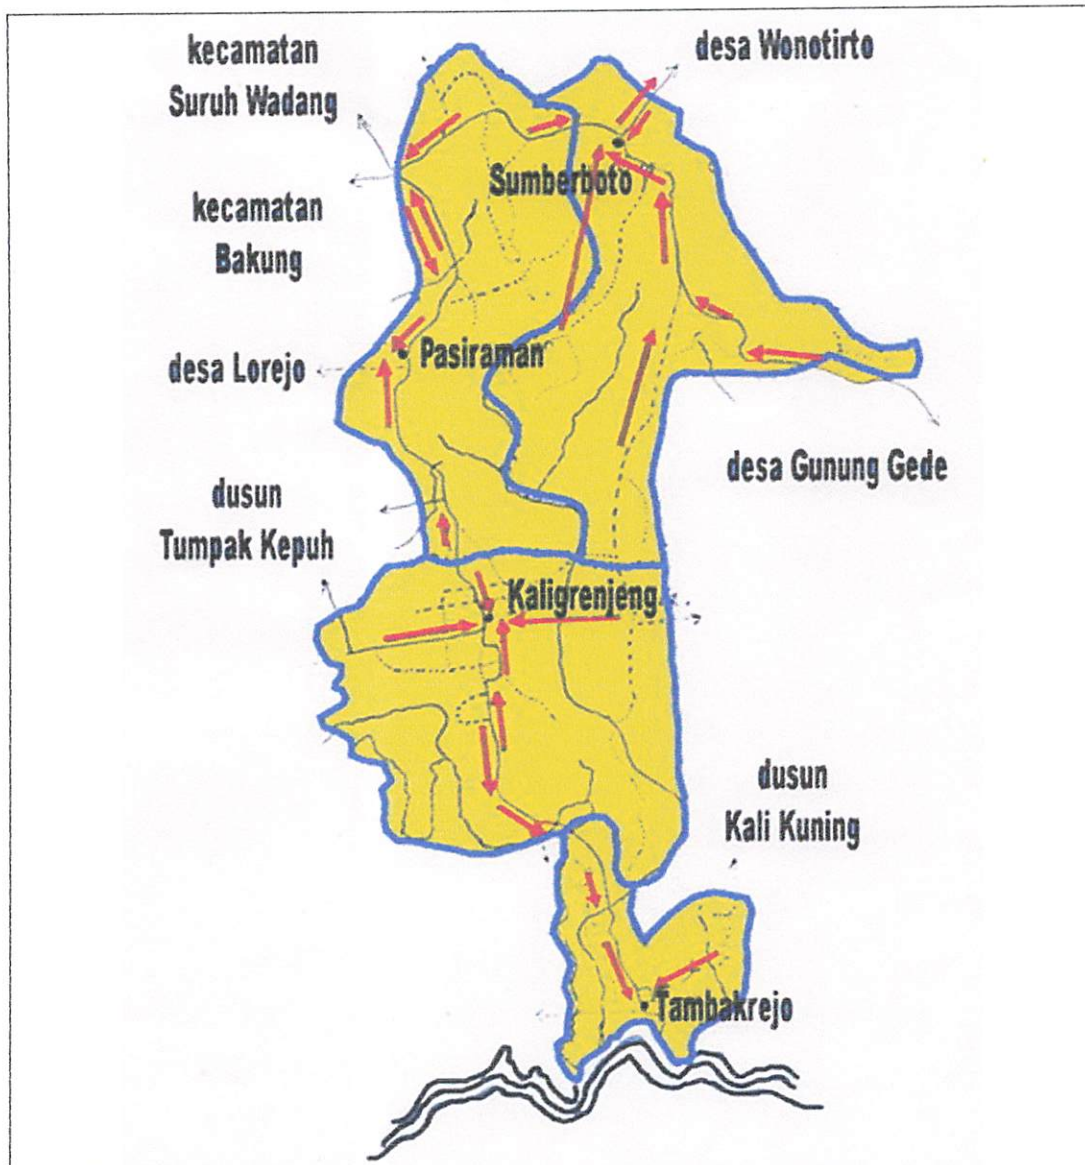 kecamatan
Suruh Wadang
desa Wonotirto
Sumberboto
kecamatan
Bakung
desa Lorejo
Pasiraman
desa Gunung Gede
dusun
Tumpak Kepuh
Kaligrenjeng
dusun
Kali Kuning
Tambakrejo